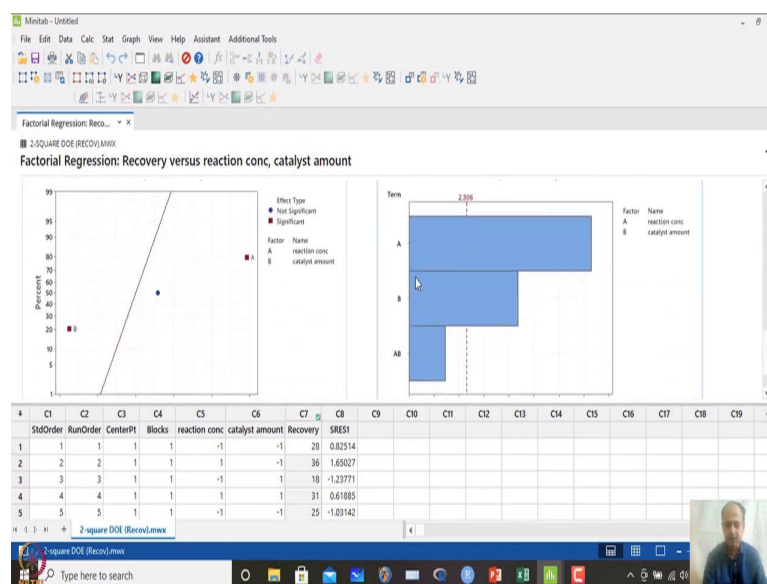 Minitab - Untitled
File Edit Data Calc Stat Graph View Help Assistant Additional Tools
Factorial Regression: Reco...
2-SQUARE DOE (RECOV).MWX
Factorial Regression: Recovery versus reaction conc, catalyst amount
99
95
90
80
70
60
50
40
30
20
10
5
1
Percent
A
B
Effect Type
Not Significant
Significant
Factor Name
A reaction conc
B catalyst amount
Term
2.306
A
B
AB
Factor Name
A reaction conc
B catalyst amount
C1 C2 C3 C4 C5 C6 C7 C8 C9 C10 C11 C12 C13 C14 C15 C16 C17 C18 C19
StdOrder RunOrder CenterPt Blocks reaction conc catalyst amount Recovery SRES1
1 1 1 1 1 -1 -1 28 0.82514
2 2 2 1 1 1 -1 36 1.65027
3 3 3 1 1 -1 1 18 -1.23771
4 4 4 1 1 1 1 31 0.61885
5 5 5 1 1 -1 -1 25 -1.03142
2-square DOE (Recov).mwx
2-square DOE (Recov).mwx
Type here to search